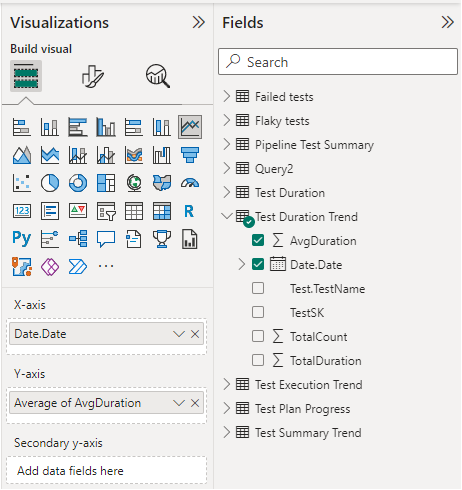 Visualizations
Build visual
123
R
Py
X-axis
Date.Date
Y-axis
Average of AvgDuration
Secondary y-axis
Add data fields here
Fields
Search
Failed tests
Flaky tests
Pipeline Test Summary
Query2
Test Duration
Test Duration Trend
AvgDuration
Date.Date
Test.TestName
TestSK
TotalCount
TotalDuration
Test Execution Trend
Test Plan Progress
Test Summary Trend